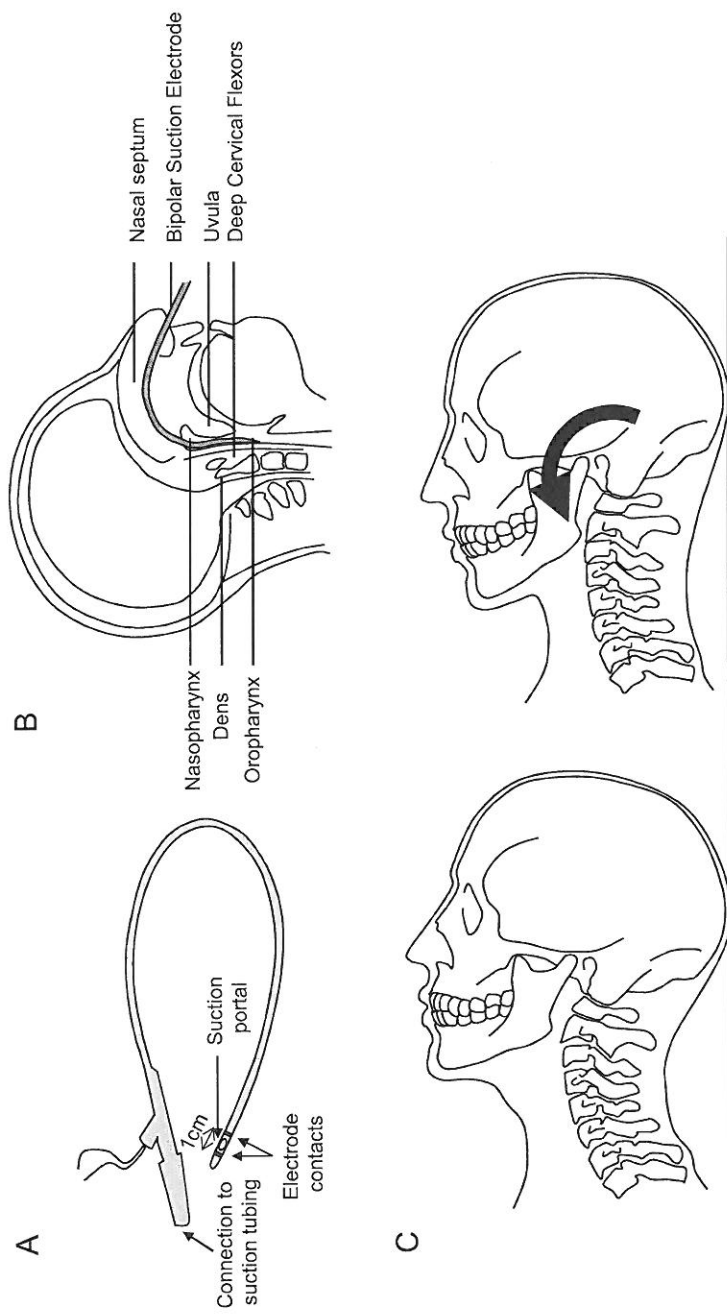 A
Connection to
suction tubing
1cm
Suction
portal
Electrode
contacts
B
Nasopharynx
Dens
Oropharynx
Nasal septum
Bipolar Suction Electrode
Uvula
Deep Cervical Flexors
C